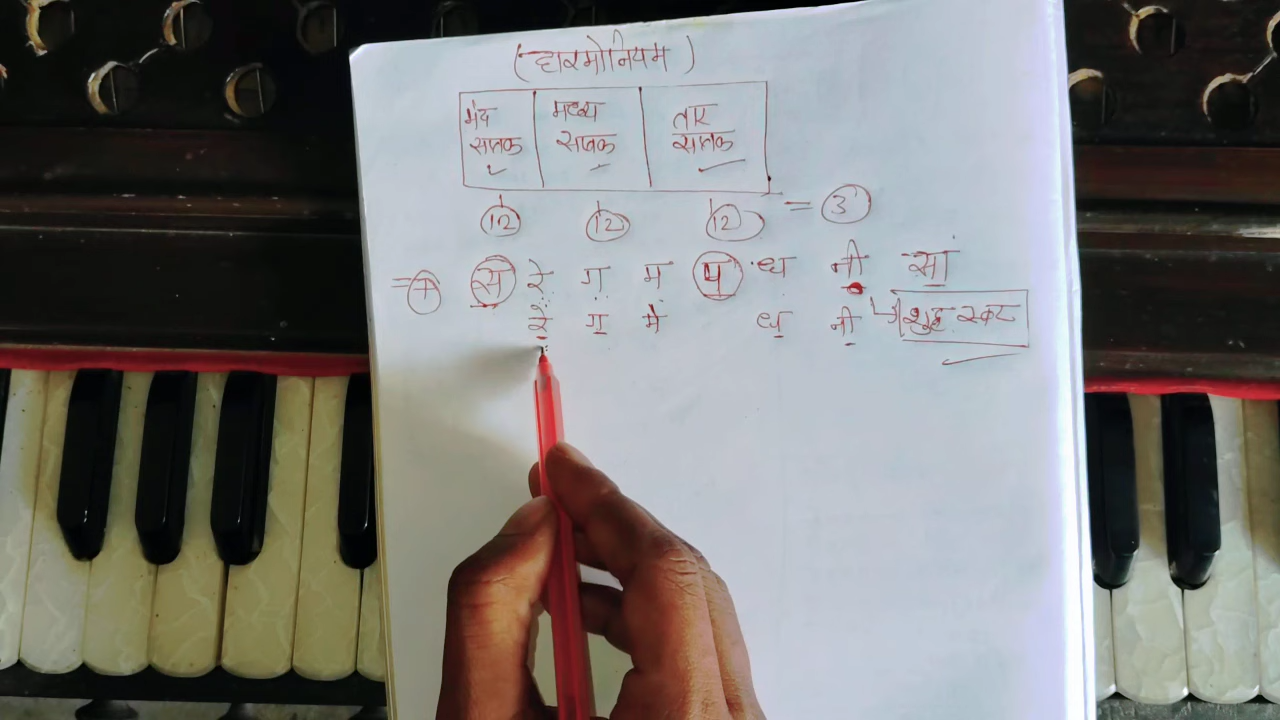 (हारमोनियम)
मंद मध्य तार
सप्तक सप्तक सप्तक
12 12 12 = 3
= 7 स रे ग म प ध नी सां
रे ग मे ध नी शुद्ध स्वर